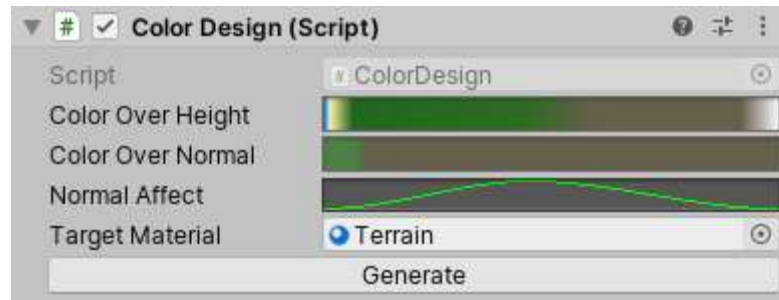 # Color Design (Script)
Script # ColorDesign
Color Over Height
Color Over Normal
Normal Affect
Target Material Terrain
Generate